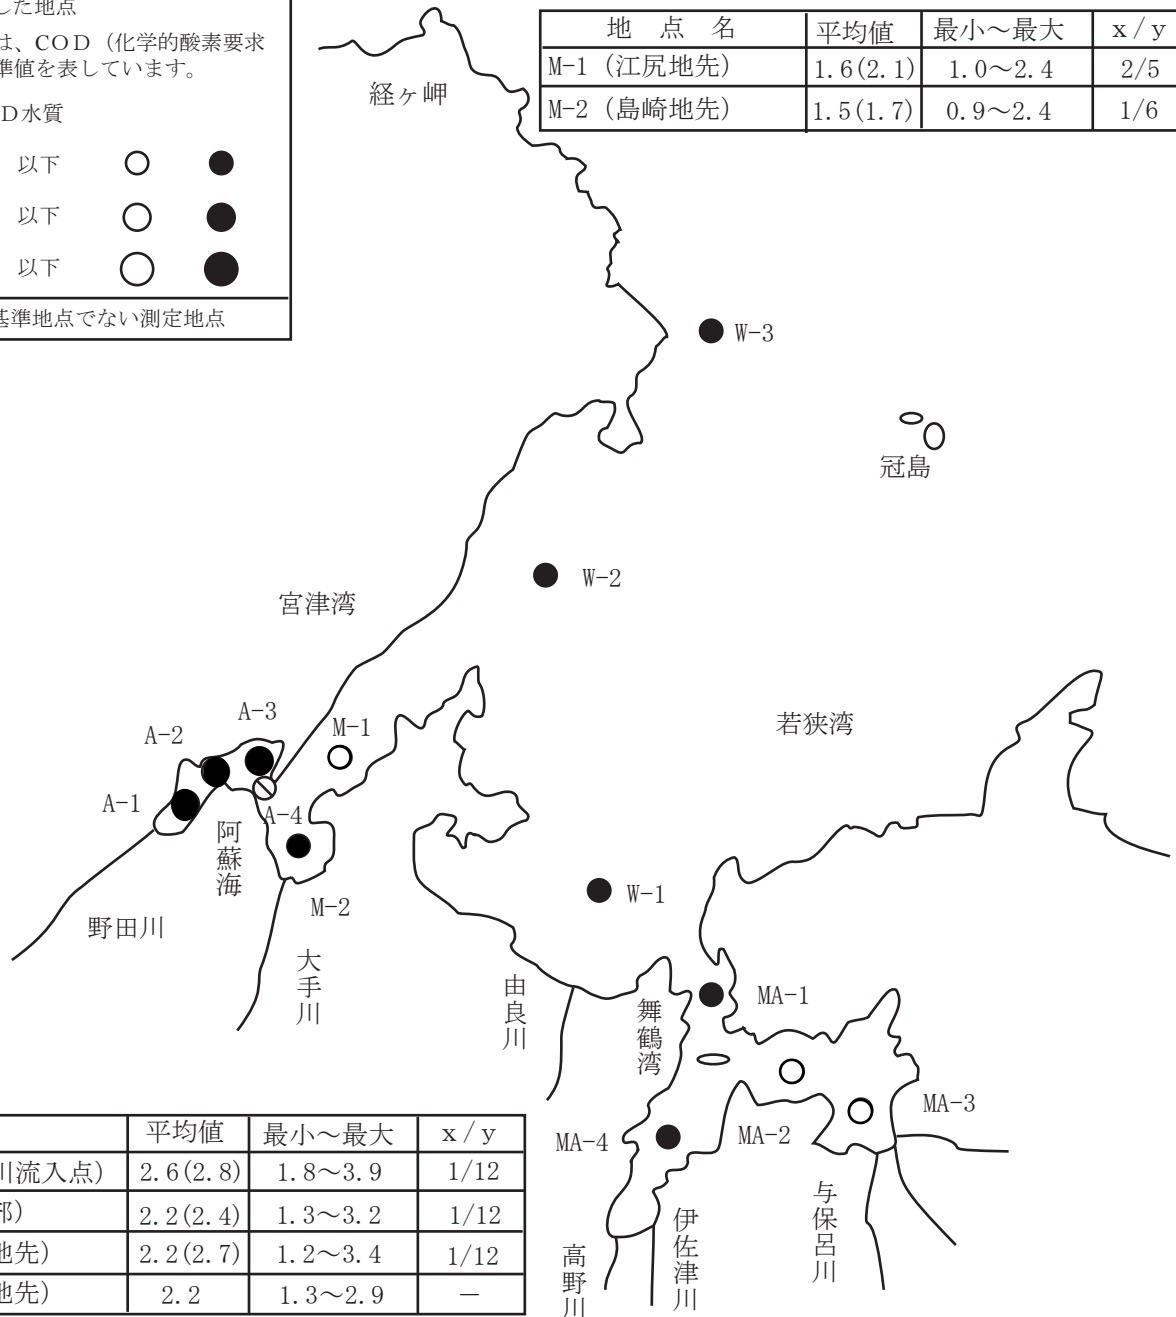 した地点
は、COD（化学的酸素要求
準値を表しています。
D水質
以下
以下
以下
基準地点でない測定地点
地 点 名 平均値 最小～最大 x/y
M-1（江尻地先） 1.6(2.1) 1.0～2.4 2/5
M-2（島崎地先） 1.5(1.7) 0.9～2.4 1/6
経ヶ岬
W-3
冠島
W-2
宮津湾
若狭湾
A-3
M-1
A-2
A-1
A-4
阿蘇海
W-1
M-2
野田川
大手川
由良川
舞鶴湾
MA-1
MA-3
MA-2
MA-4
与保呂川
伊佐津川
高野川
平均値 最小～最大 x/y
川流入点） 2.6(2.8) 1.8～3.9 1/12
部） 2.2(2.4) 1.3～3.2 1/12
地先） 2.2(2.7) 1.2～3.4 1/12
地先） 2.2 1.3～2.9 －